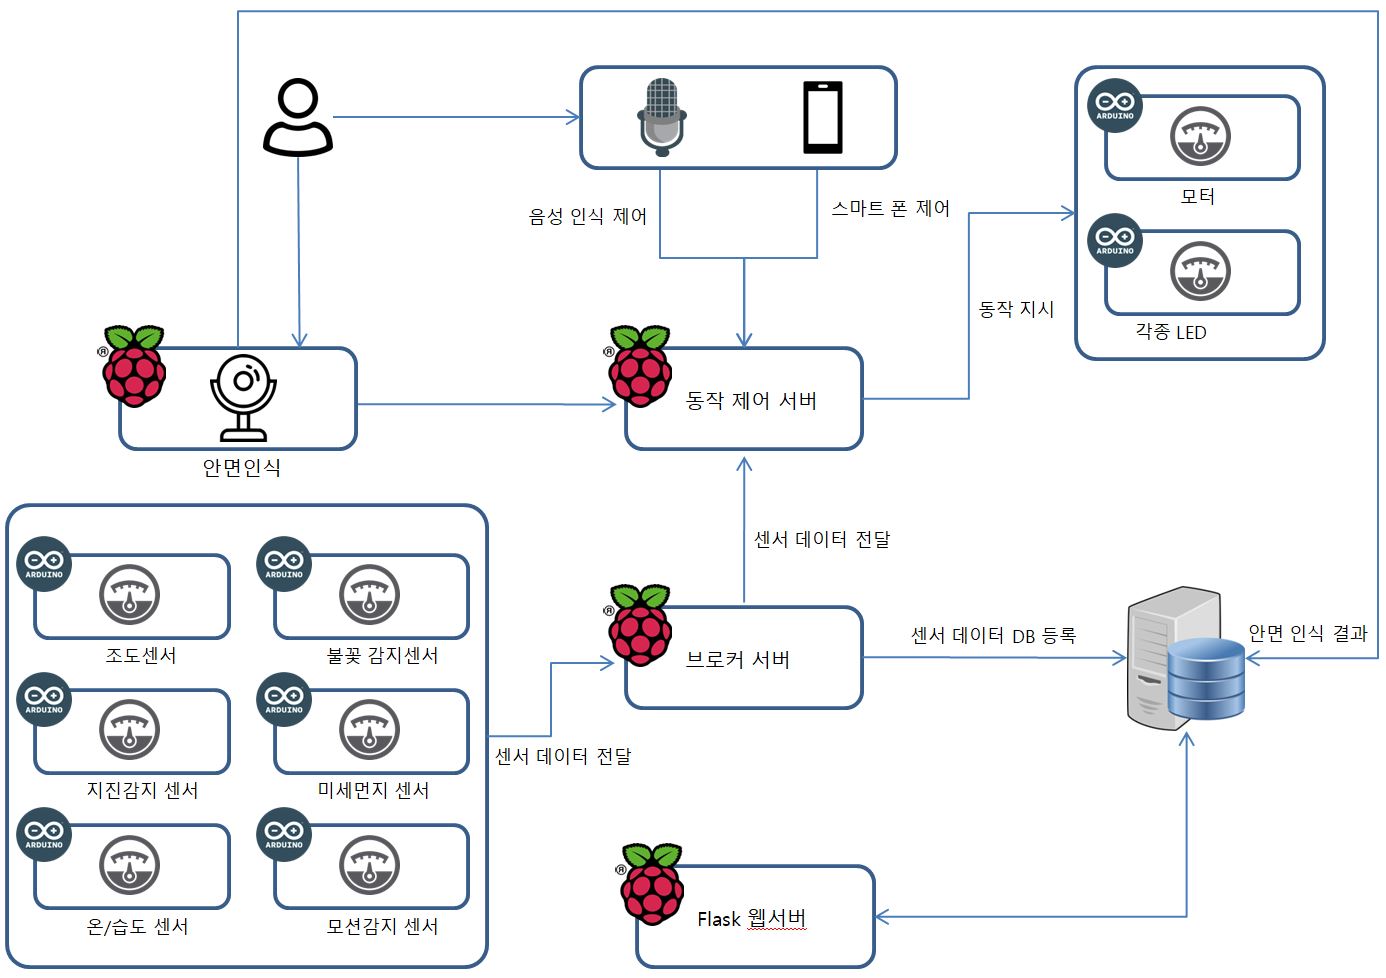 ARDUINO
모터
음성 인식 제어
스마트 폰 제어
ARDUINO
동작 지시
각종 LED
®
®
동작 제어 서버
안면인식
센서 데이터 전달
ARDUINO
ARDUINO
조도센서
불꽃 감지센서
®
브로커 서버
센서 데이터 DB 등록
안면 인식 결과
ARDUINO
ARDUINO
센서 데이터 전달
지진감지 센서
미세먼지 센서
ARDUINO
ARDUINO
온/습도 센서
모션감지 센서
®
Flask 웹서버